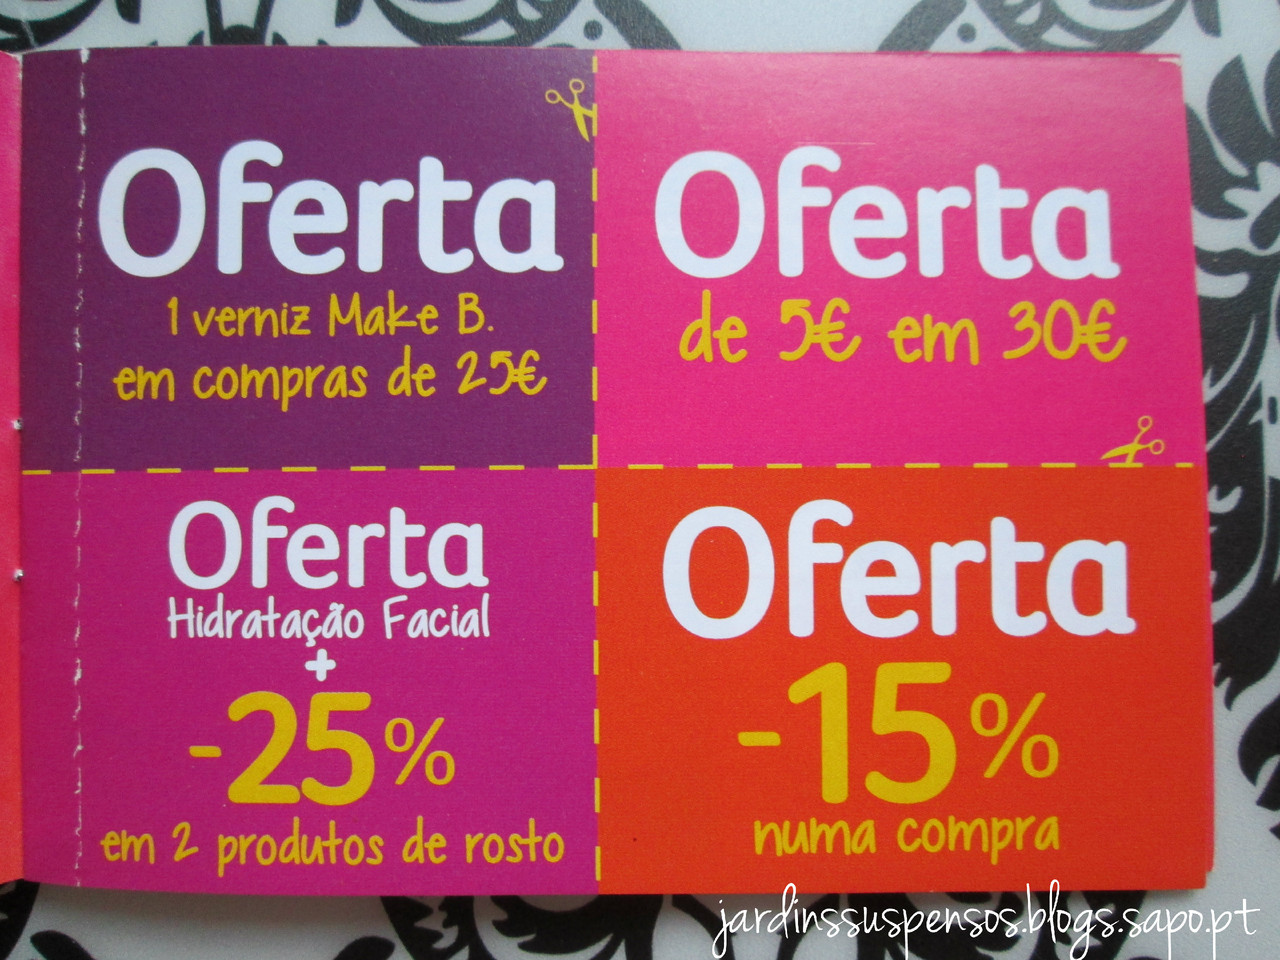 Oferta
1 verniz Make B.
em compras de 25€
Oferta
de 5€ em 30€
Oferta
Hidratação Facial
+
-25%
em 2 produtos de rosto
Oferta
-15%
numa compra
jardinssuspensos.blogs.sapo.pt